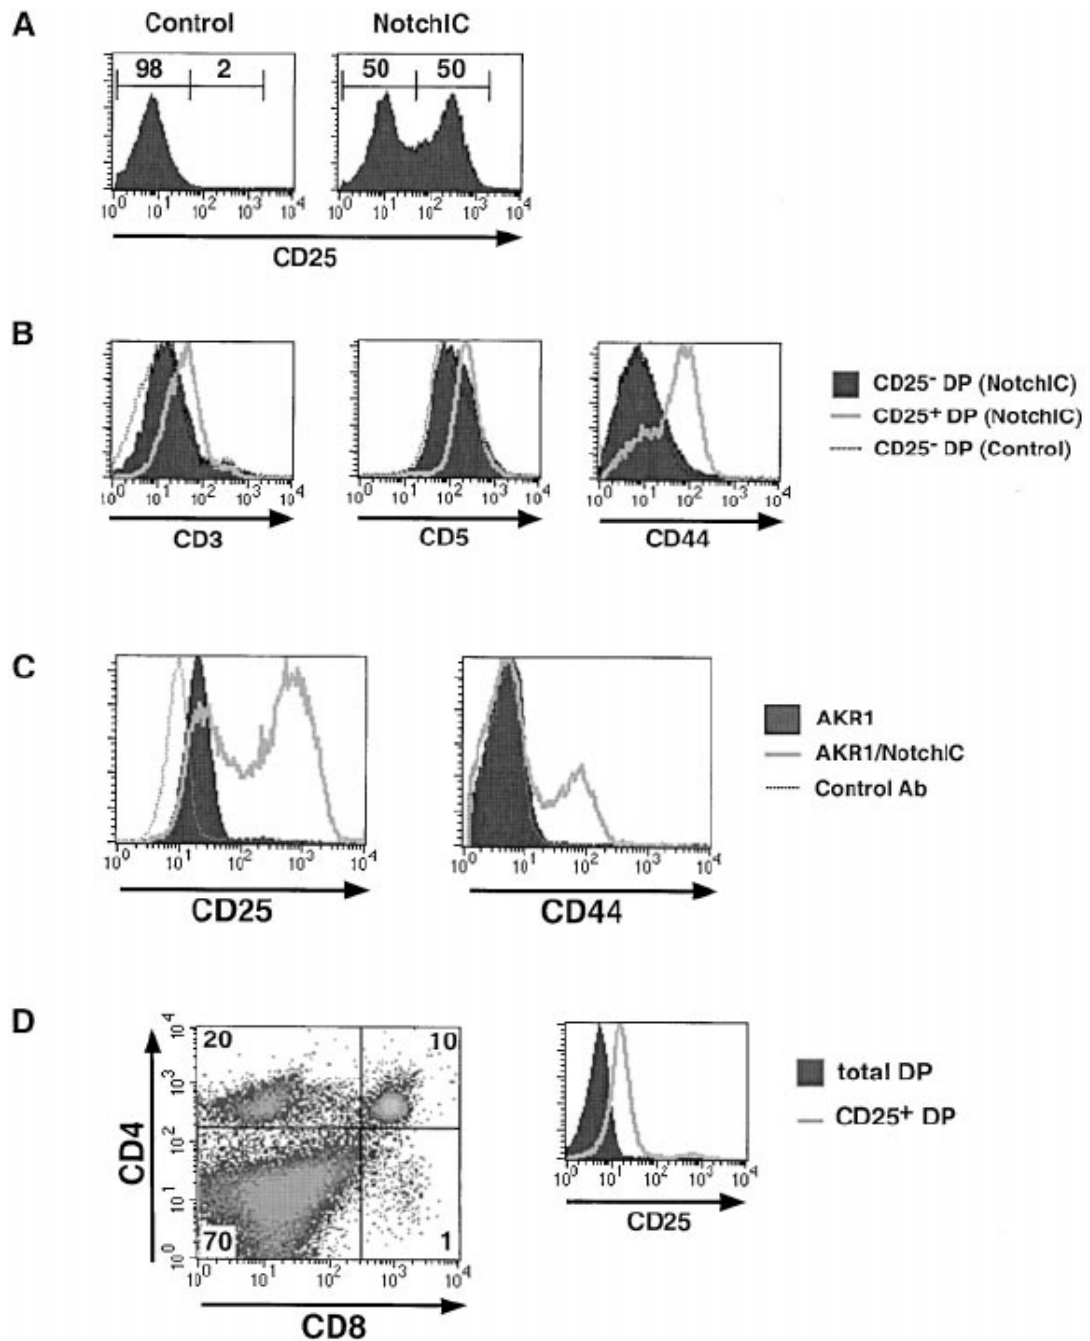 A
Control
NotchIC
98
2
50
50
10^0 10^1 10^2 10^3 10^4
10^0 10^1 10^2 10^3 10^4
CD25
B
10^0 10^1 10^2 10^3 10^4
10^0 10^1 10^2 10^3 10^4
10^0 10^1 10^2 10^3 10^4
CD3
CD5
CD44
CD25- DP (NotchIC)
CD25+ DP (NotchIC)
CD25- DP (Control)
C
10^0 10^1 10^2 10^3 10^4
10^0 10^1 10^2 10^3 10^4
CD25
CD44
AKR1
AKR1/NotchIC
Control Ab
D
20
10
70
1
10^4
10^3
10^2
10^1
10^0
CD4
10^0 10^1 10^2 10^3 10^4
CD8
10^0 10^1 10^2 10^3 10^4
CD25
total DP
CD25+ DP